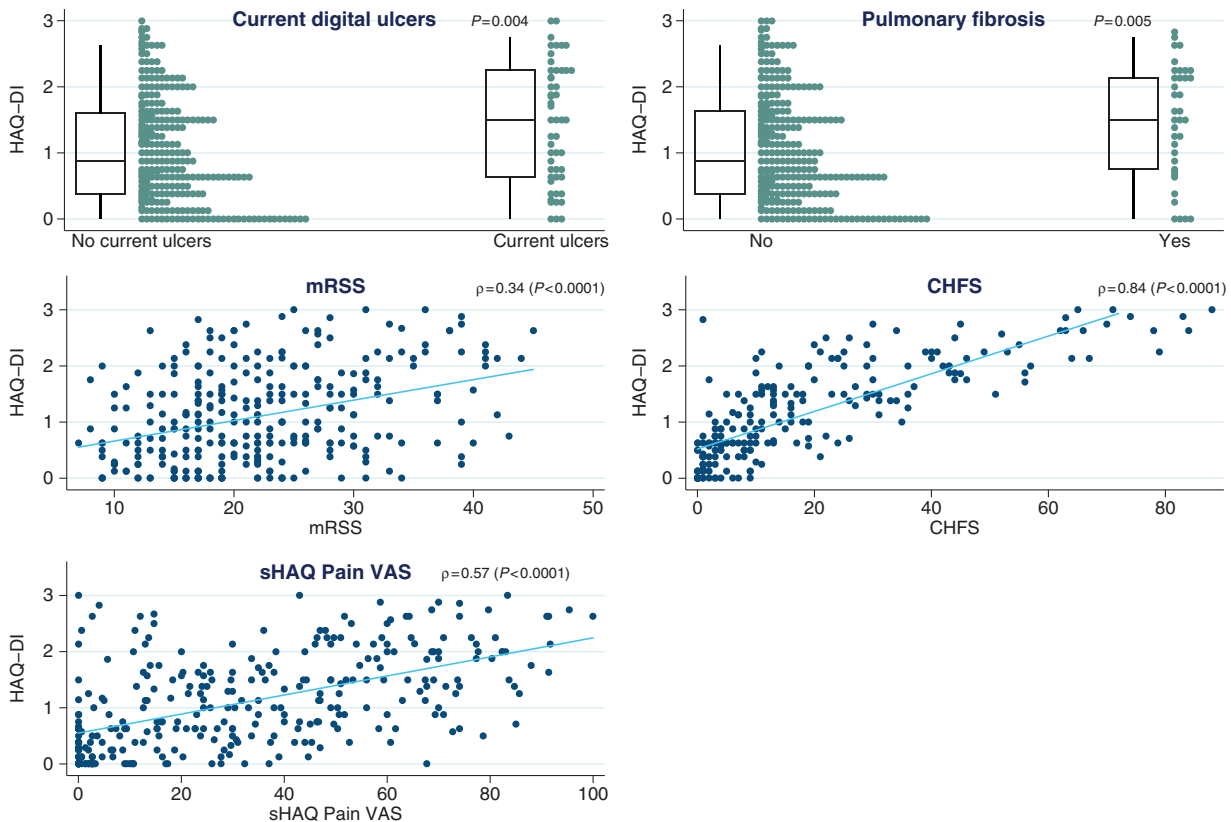 Current digital ulcers
P=0.004
HAQ–DI
3
2
1
0
No current ulcers
Current ulcers
Pulmonary fibrosis
P=0.005
HAQ–DI
3
2
1
0
No
Yes
mRSS
ρ=0.34 (P<0.0001)
HAQ–DI
3
2
1
0
10 20 30 40 50
mRSS
CHFS
ρ=0.84 (P<0.0001)
HAQ–DI
3
2
1
0
0 20 40 60 80
CHFS
sHAQ Pain VAS
ρ=0.57 (P<0.0001)
HAQ–DI
3
2
1
0
0 20 40 60 80 100
sHAQ Pain VAS